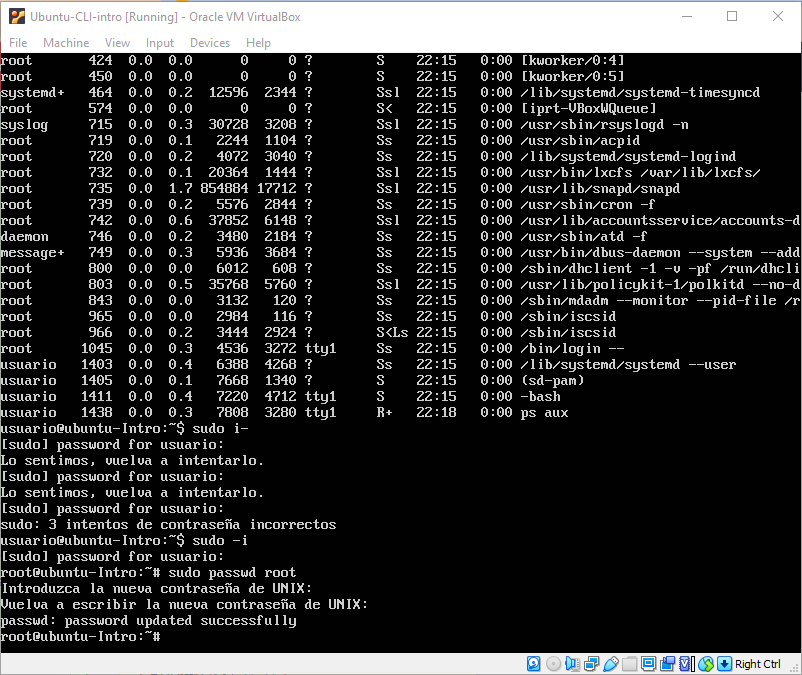 Ubuntu-CLI-intro [Running] - Oracle VM VirtualBox
File Machine View Input Devices Help
root 424 0.0 0.0 0 0 ? S 22:15 0:00 [kworker/0:4]
root 450 0.0 0.0 0 0 ? S 22:15 0:00 [kworker/0:5]
systemd+ 464 0.0 0.2 12596 2344 ? Ssl 22:15 0:00 /lib/systemd/systemd-timesyncd
root 574 0.0 0.0 0 0 ? S< 22:15 0:00 [iprt-VBoxWQueue]
syslog 715 0.0 0.3 30728 3208 ? Ssl 22:15 0:00 /usr/sbin/rsyslogd -n
root 719 0.0 0.1 2244 1104 ? Ss 22:15 0:00 /usr/sbin/acpid
root 720 0.0 0.2 4072 3040 ? Ss 22:15 0:00 /lib/systemd/systemd-logind
root 732 0.0 0.1 20364 1444 ? Ssl 22:15 0:00 /usr/bin/lxcfs /var/lib/lxcfs/
root 735 0.0 1.7 854884 17712 ? Ssl 22:15 0:00 /usr/lib/snapd/snapd
root 739 0.0 0.2 5576 2844 ? Ss 22:15 0:00 /usr/sbin/cron -f
root 742 0.0 0.6 37852 6148 ? Ssl 22:15 0:00 /usr/lib/accountsservice/accounts-d
daemon 746 0.0 0.2 3480 2184 ? Ss 22:15 0:00 /usr/sbin/atd -f
message+ 749 0.0 0.3 5936 3684 ? Ss 22:15 0:00 /usr/bin/dbus-daemon --system --add
root 800 0.0 0.0 6012 608 ? Ss 22:15 0:00 /sbin/dhclient -1 -v -pf /run/dhcli
root 803 0.0 0.5 35768 5760 ? Ssl 22:15 0:00 /usr/lib/policykit-1/polkitd --no-d
root 843 0.0 0.0 3132 120 ? Ss 22:15 0:00 /sbin/mdadm --monitor --pid-file /r
root 965 0.0 0.0 2984 116 ? Ss 22:15 0:00 /sbin/iscsid
root 966 0.0 0.2 3444 2924 ? S<Ls 22:15 0:00 /sbin/iscsid
root 1045 0.0 0.3 4536 3272 tty1 Ss 22:15 0:00 /bin/login --
usuario 1403 0.0 0.4 6388 4268 ? Ss 22:15 0:00 /lib/systemd/systemd --user
usuario 1405 0.0 0.1 7668 1340 ? S 22:15 0:00 (sd-pam)
usuario 1411 0.0 0.4 7220 4712 tty1 S 22:15 0:00 -bash
usuario 1438 0.0 0.3 7808 3280 tty1 R+ 22:18 0:00 ps aux
usuario@ubuntu-Intro:~$ sudo i-
[sudo] password for usuario:
Lo sentimos, vuelva a intentarlo.
[sudo] password for usuario:
Lo sentimos, vuelva a intentarlo.
[sudo] password for usuario:
sudo: 3 intentos de contraseña incorrectos
usuario@ubuntu-Intro:~$ sudo -i
[sudo] password for usuario:
root@ubuntu-Intro:~# sudo passwd root
Introduzca la nueva contraseña de UNIX:
Vuelva a escribir la nueva contraseña de UNIX:
passwd: password updated successfully
root@ubuntu-Intro:~#
Right Ctrl